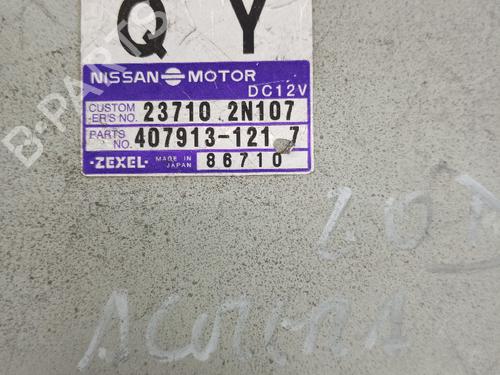 Q Y
NISSAN MOTOR
DC12V
CUSTOM -ER'S NO. 23710 2N107
PARTS NO. 407913-121 7
-ZEXEL- MADE IN JAPAN 86710
B-PARTS